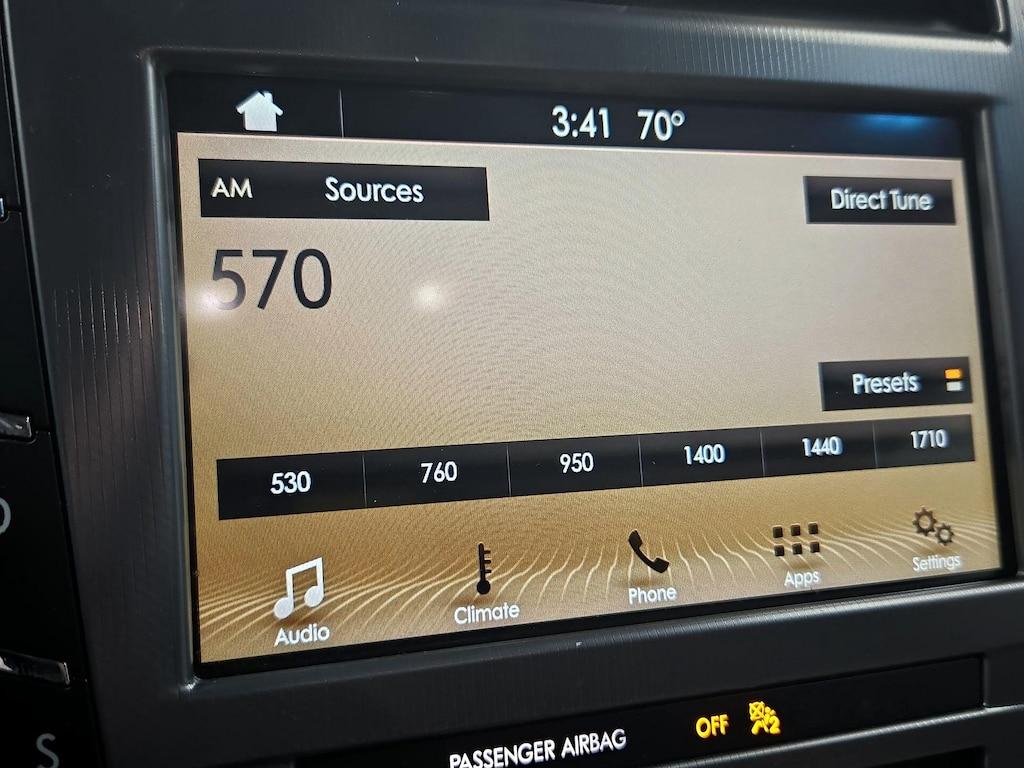 3:41 70°
AM Sources
Direct Tune
570
Presets
530 760 950 1400 1440 1710
Audio Climate Phone Apps Settings
PASSENGER AIRBAG OFF
2
S